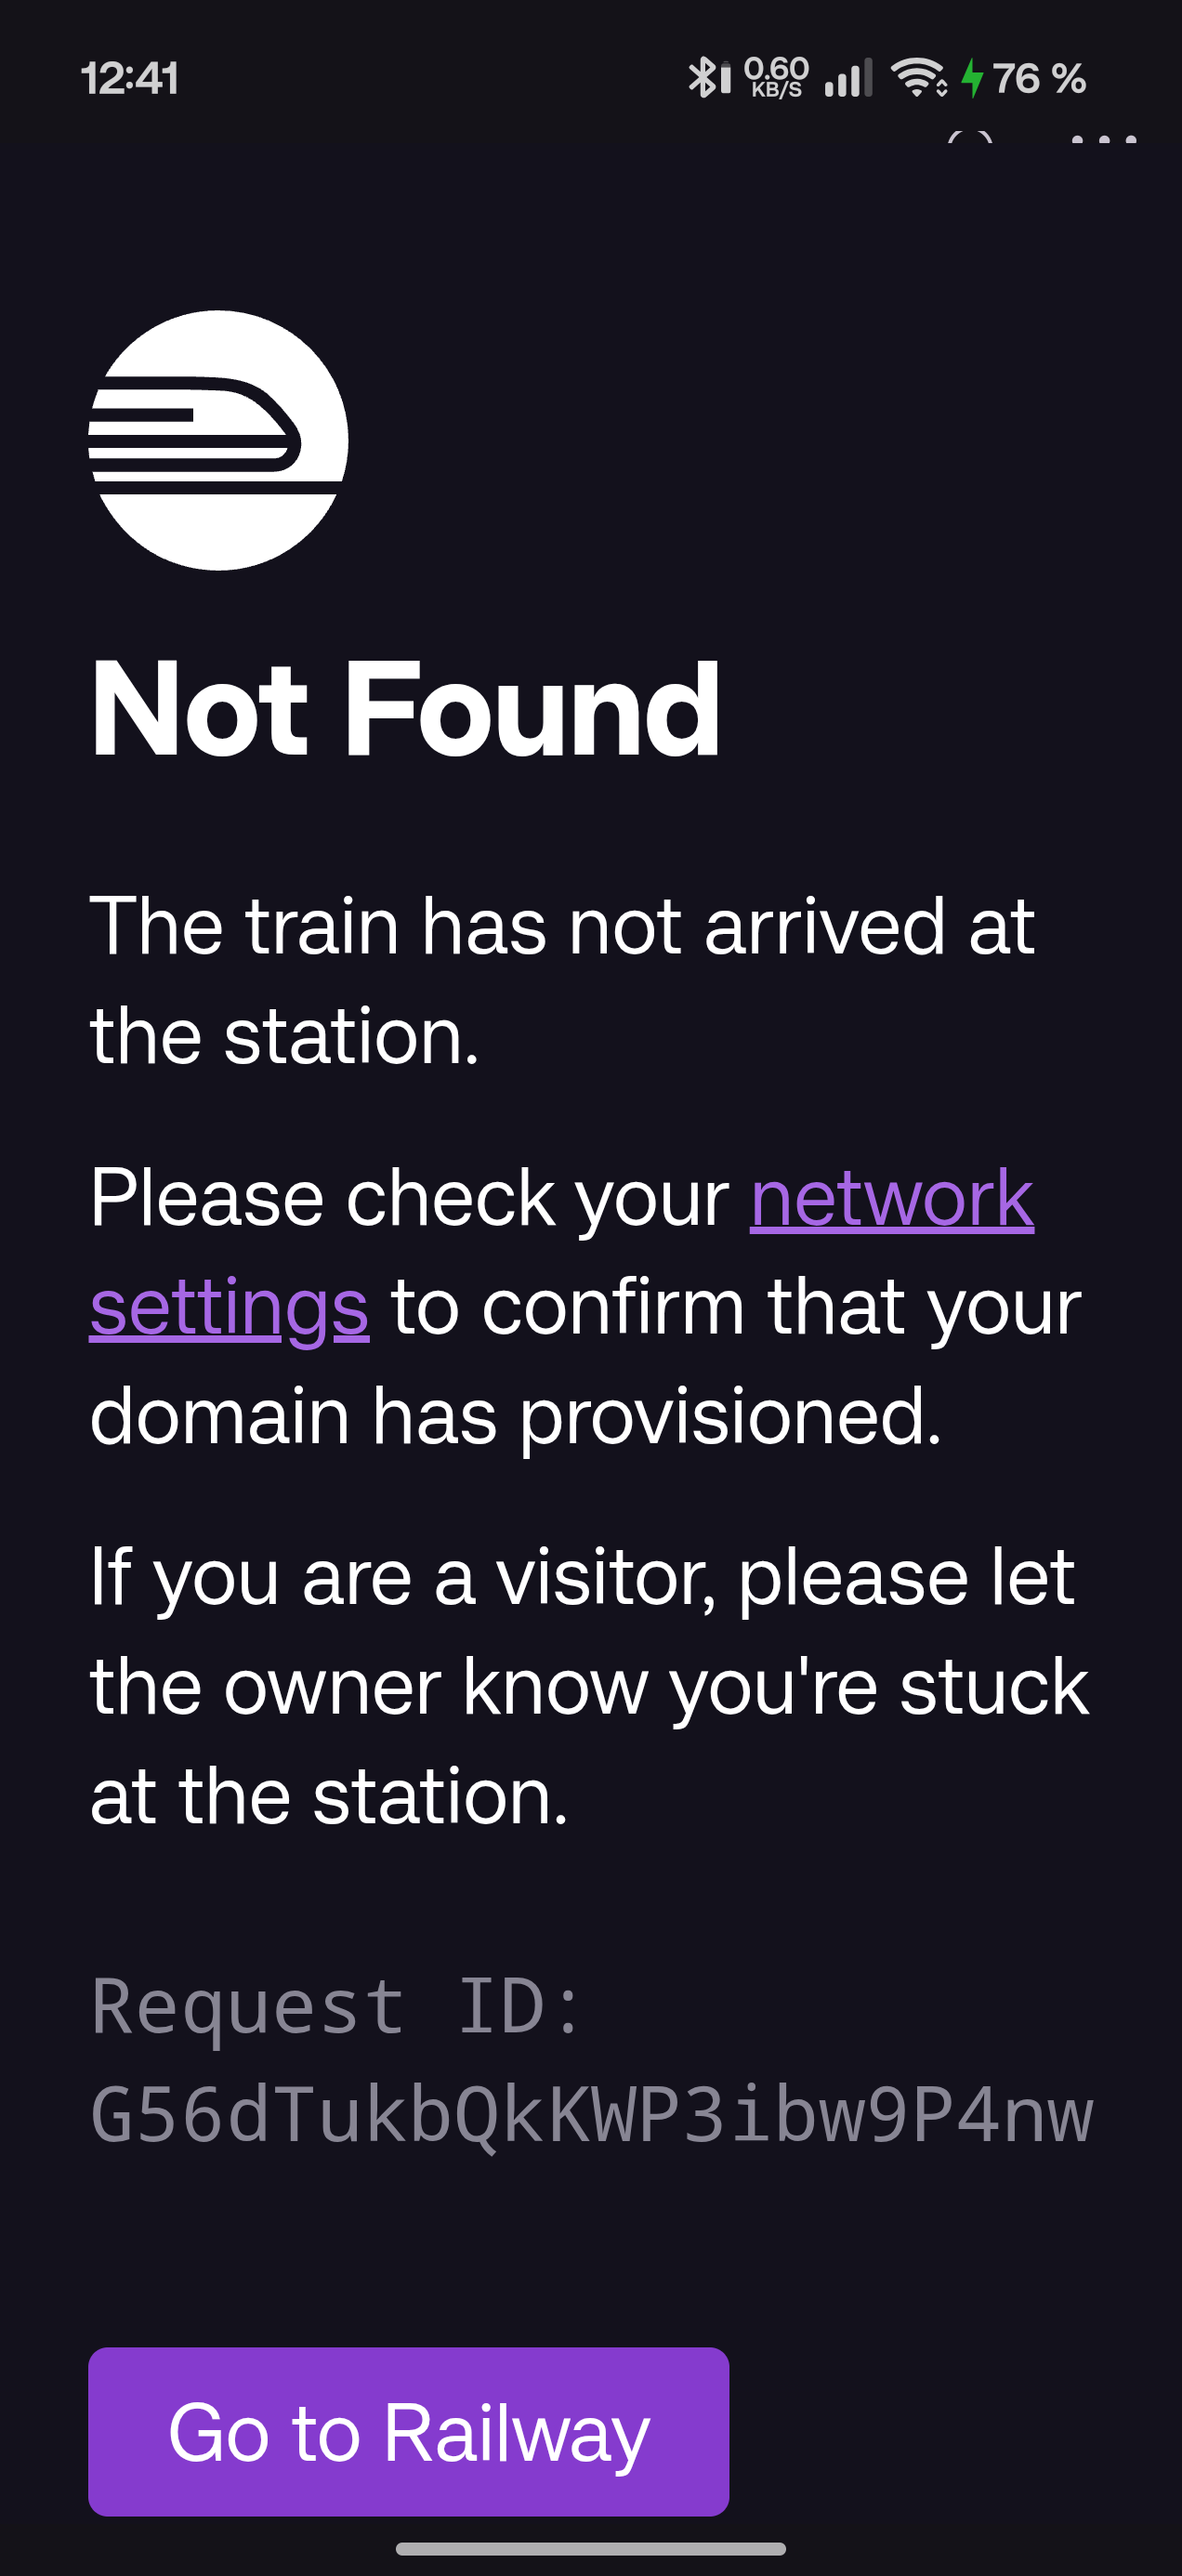 12:41
0.60
KB/S
76 %
Not Found
The train has not arrived at
the station.
Please check your network
settings to confirm that your
domain has provisioned.
If you are a visitor, please let
the owner know you're stuck
at the station.
Request ID:
G56dTukbQkKWP3ibw9P4nw
Go to Railway